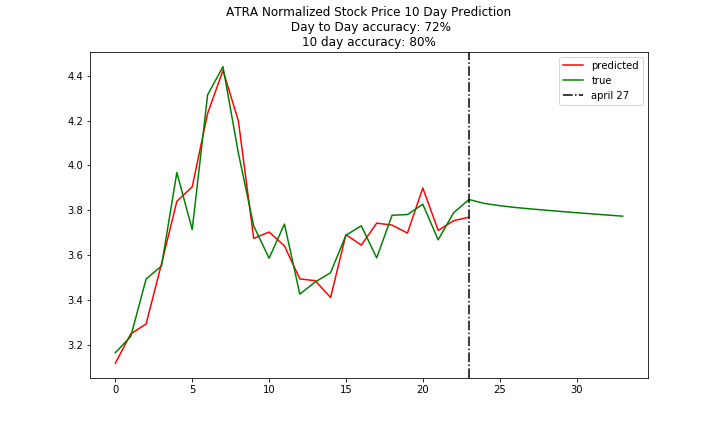 ATRA Normalized Stock Price 10 Day Prediction
Day to Day accuracy: 72%
10 day accuracy: 80%
predicted
true
april 27
4.4
4.2
4.0
3.8
3.6
3.4
3.2
0 5 10 15 20 25 30